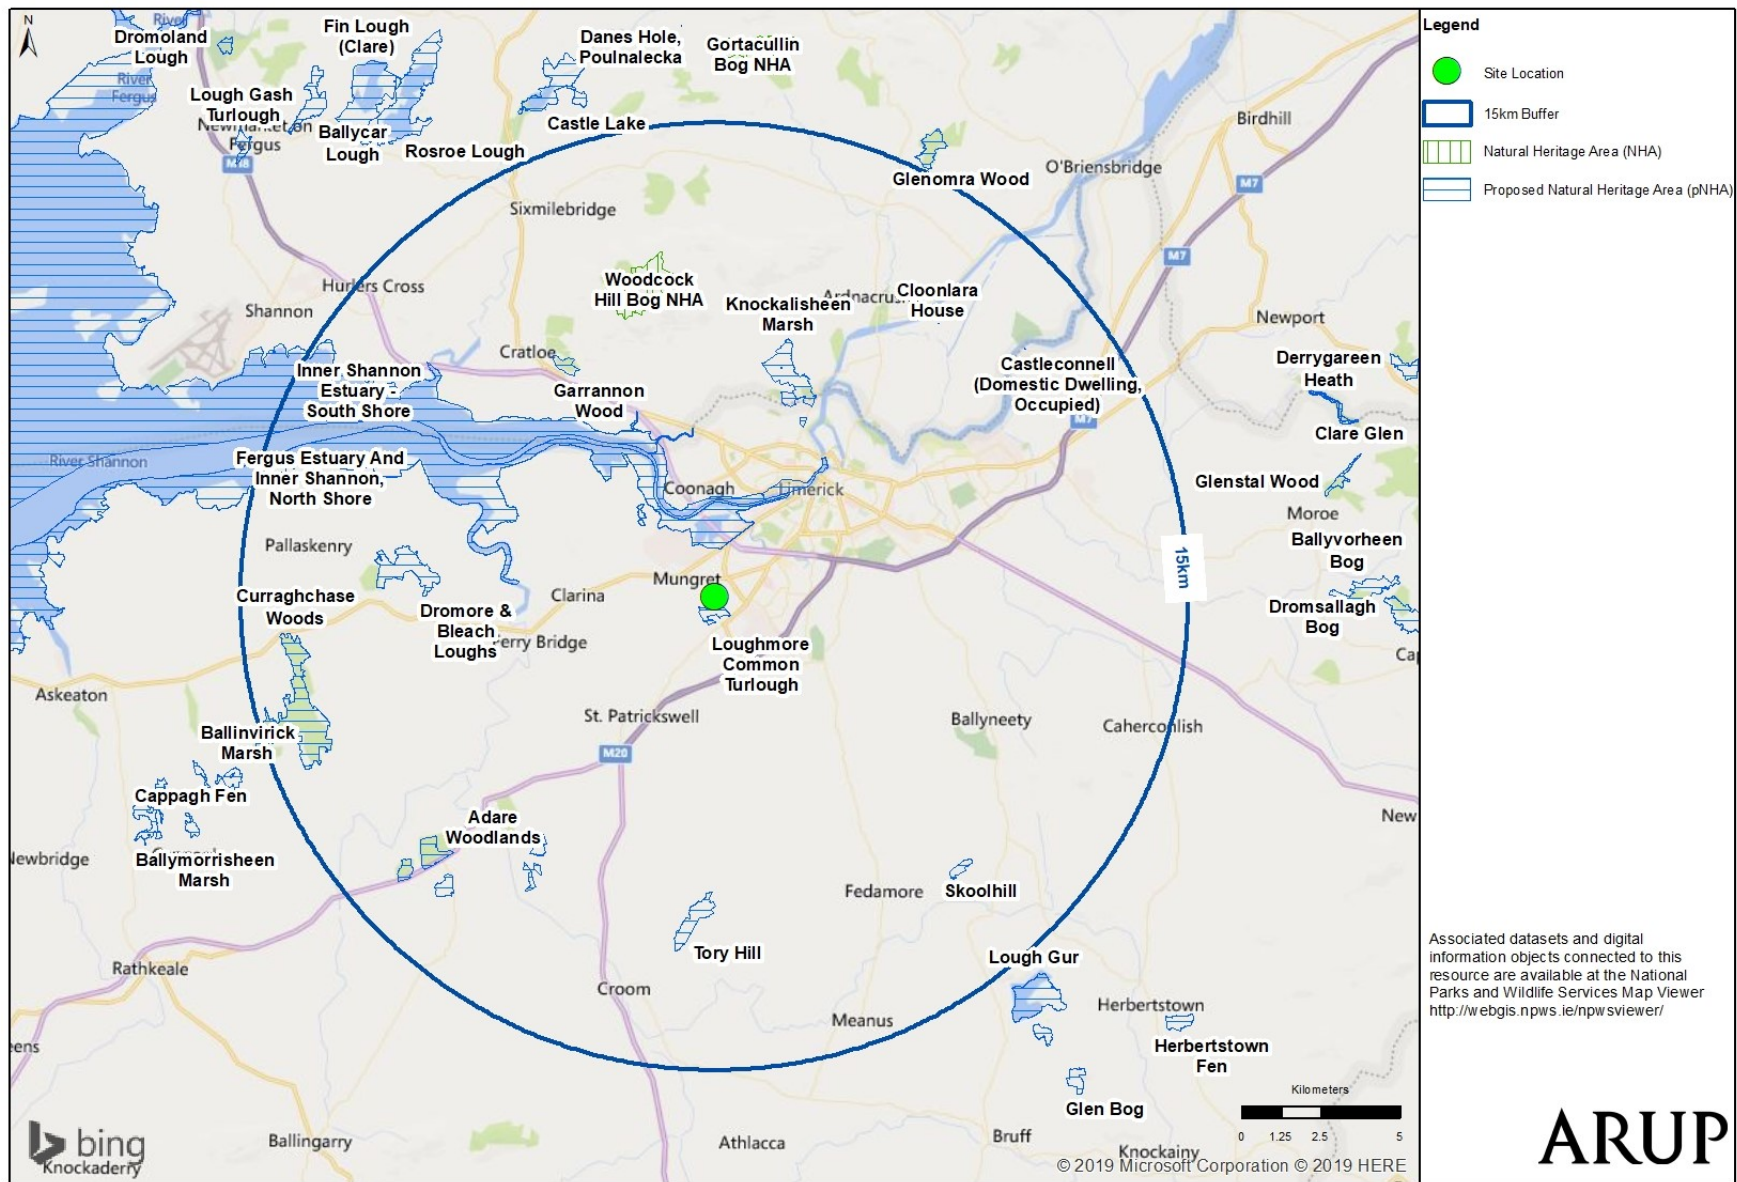 N
River
Dromoland
Lough
Fin Lough
(Clare)
Danes Hole,
Poulnalecka
Gortacullin
Bog NHA
River
Fergus
Lough Gash
Turlough
Newmarket on
Fergus
Ballycar
Lough
Rosroe Lough
Castle Lake
Birdhill
M18
Glenomra Wood
O'Briensbridge
M7
Sixmilebridge
M7
Hurlers Cross
Shannon
Woodcock
Hill Bog NHA
Knockalisheen
Marsh
Cloonlara
House
Newport
Cratloe
Inner Shannon
Estuary -
South Shore
Garrannon
Wood
Castleconnell
(Domestic Dwelling,
Occupied)
M7
Derrygareen
Heath
Clare Glen
River Shannon
Fergus Estuary And
Inner Shannon,
North Shore
Coonagh
Limerick
Glenstal Wood
Moroe
Pallaskenry
Ballyvorheen
Bog
15km
Mungret
Curraghchase
Woods
Clarina
Dromore &
Bleach
Loughs
Dromsallagh
Bog
Loughmore
Common
Turlough
Askeaton
St. Patrickswell
Ballyneety
Caherconlish
Ballinvirick
Marsh
M20
Cappagh Fen
Adare
Woodlands
Ballymorrisheen
Marsh
Fedamore
Skoolhill
Tory Hill
Lough Gur
Rathkeale
Croom
Herbertstown
Meanus
Herbertstown
Fen
Glen Bog
Kilometers
0 1.25 2.5 5
bing
Knockaderry
Ballingarry
Athlacca
Bruff
Knockainy
© 2019 Microsoft Corporation © 2019 HERE
Legend
Site Location
15km Buffer
Natural Heritage Area (NHA)
Proposed Natural Heritage Area (pNHA)
Associated datasets and digital
information objects connected to this
resource are available at the National
Parks and Wildlife Services Map Viewer
http://webgis.npws.ie/npwsviewer/
ARUP